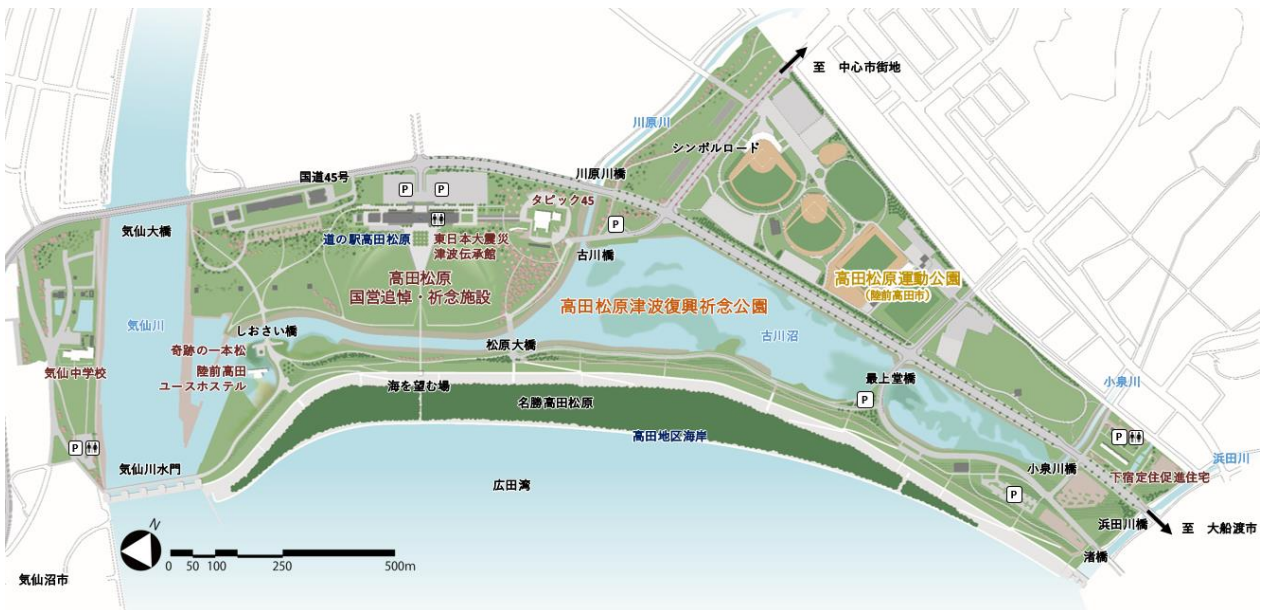 至 中心市街地
川原川
シンボルロード
国道45号
川原川橋
P
P
タピック45
P
気仙大橋
道の駅高田松原
東日本大震災
津波伝承館
古川橋
高田松原
国営追悼・祈念施設
高田松原運動公園
(陸前高田市)
高田松原津波復興祈念公園
気仙川
しおさい橋
古川沼
松原大橋
奇跡の一本松
気仙中学校
陸前高田
ユースホステル
海を望む場
最上堂橋
小泉川
名勝高田松原
P
高田地区海岸
P
P
気仙川水門
小泉川橋
浜田川
下宿定住促進住宅
広田湾
P
浜田川橋
至 大船渡市
渚橋
N
0 50 100 250 500m
気仙沼市